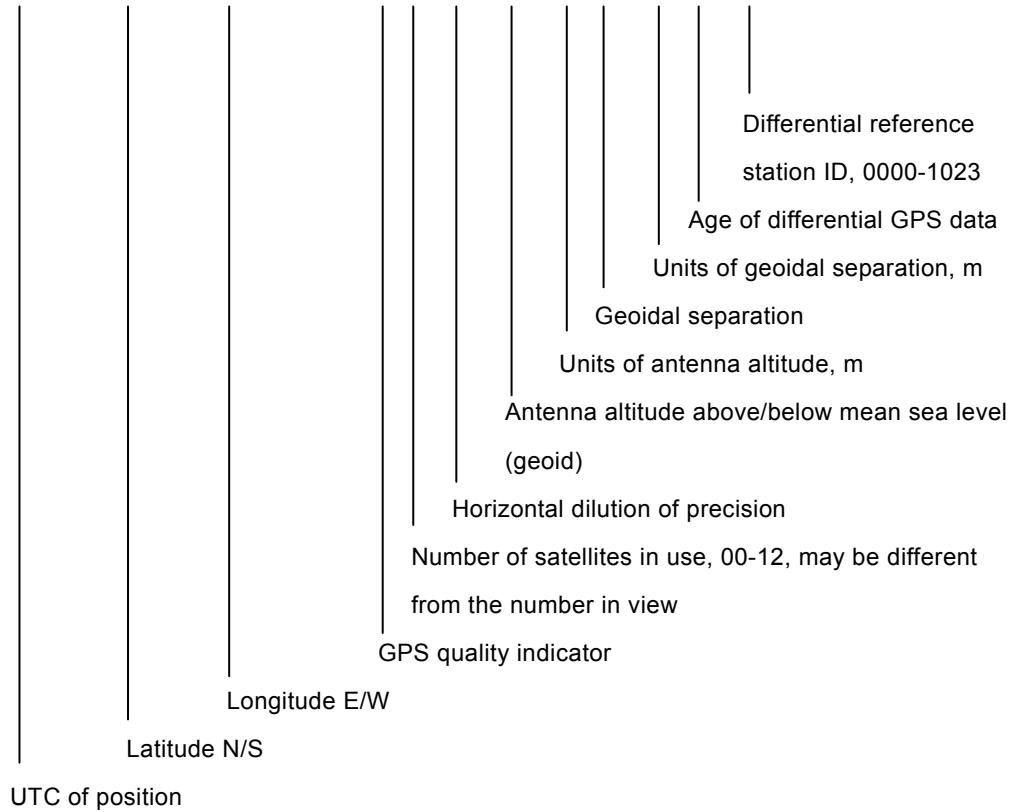 Differential reference
station ID, 0000-1023
Age of differential GPS data
Units of geoidal separation, m
Geoidal separation
Units of antenna altitude, m
Antenna altitude above/below mean sea level
(geoid)
Horizontal dilution of precision
Number of satellites in use, 00-12, may be different
from the number in view
GPS quality indicator
Longitude E/W
Latitude N/S
UTC of position